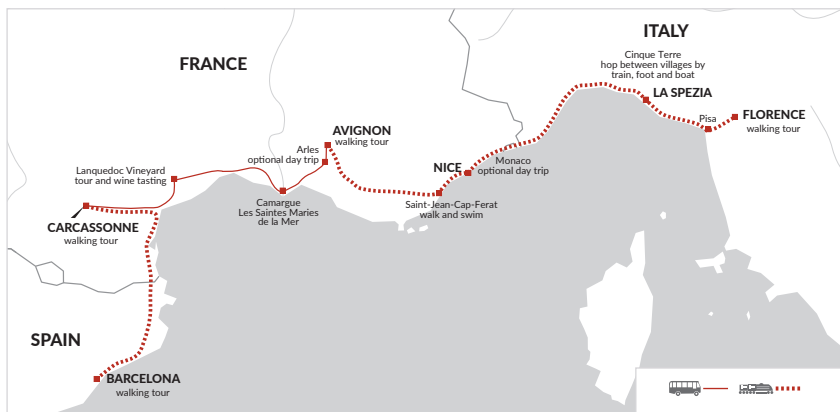 ITALY
FRANCE
Cinque Terre
hop between villages by
train, foot and boat
LA SPEZIA
FLORENCE
walking tour
Pisa
AVIGNON
walking tour
Arles
optional day trip
Monaco
optional day trip
NICE
Lanquedoc Vineyard
tour and wine tasting
Camargue
Les Saintes Maries
de la Mer
Saint-Jean-Cap-Ferat
walk and swim
CARCASSONNE
walking tour
SPAIN
BARCELONA
walking tour